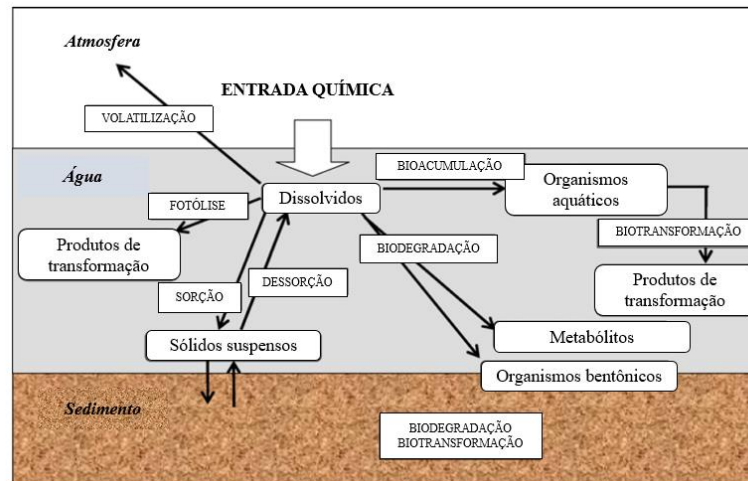 Atmosfera
ENTRADA QUÍMICA
VOLATILIZAÇÃO
Água
BIOACUMULAÇÃO
Organismos
aquáticos
Dissolvidos
FOTÓLISE
Produtos de
transformação
BIODEGRADAÇÃO
BIOTRANSFORMAÇÃO
SORÇÃO
DESSORÇÃO
Produtos de
transformação
Sólidos suspensos
Metabólitos
Organismos bentônicos
Sedimento
BIODEGRADAÇÃO
BIOTRANSFORMAÇÃO